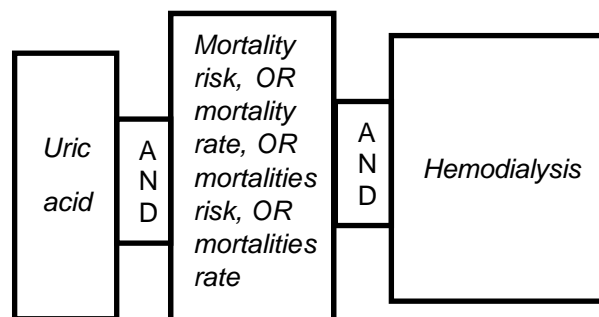 Uric
acid
A
N
D
Mortality
risk, OR
mortality
rate, OR
mortalities
risk, OR
mortalities
rate
A
N
D
Hemodialysis